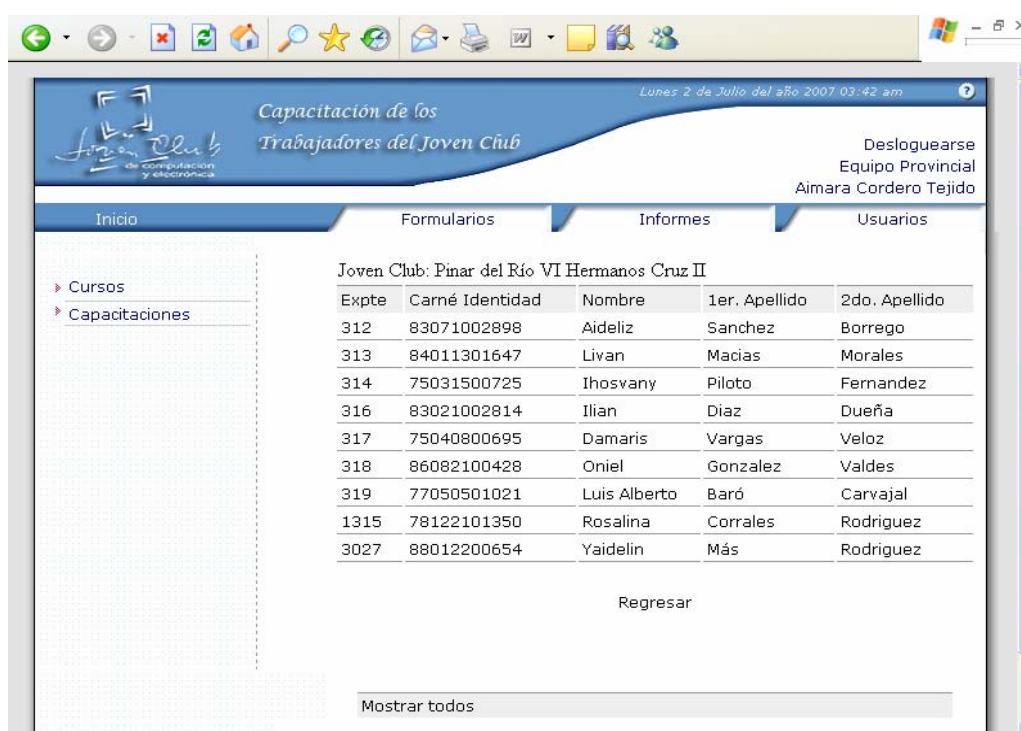 Lunes 2 de Julio del año 2007 03:42 am
Joven Club
de computación
y electrónica
Capacitación de los
Trabajadores del Joven Club
Desloguearse
Equipo Provincial
Aimara Cordero Tejido
Inicio Formularios Informes Usuarios
Cursos
Capacitaciones
Joven Club: Pinar del Río VI Hermanos Cruz II
Expte Carné Identidad Nombre 1er. Apellido 2do. Apellido
312 83071002898 Aideliz Sanchez Borrego
313 84011301647 Livan Macias Morales
314 75031500725 Ihosvany Piloto Fernandez
316 83021002814 Ilian Diaz Dueña
317 75040800695 Damaris Vargas Veloz
318 86082100428 Oniel Gonzalez Valdes
319 77050501021 Luis Alberto Baró Carvajal
1315 78122101350 Rosalina Corrales Rodriguez
3027 88012200654 Yaidelin Más Rodriguez
Regresar
Mostrar todos